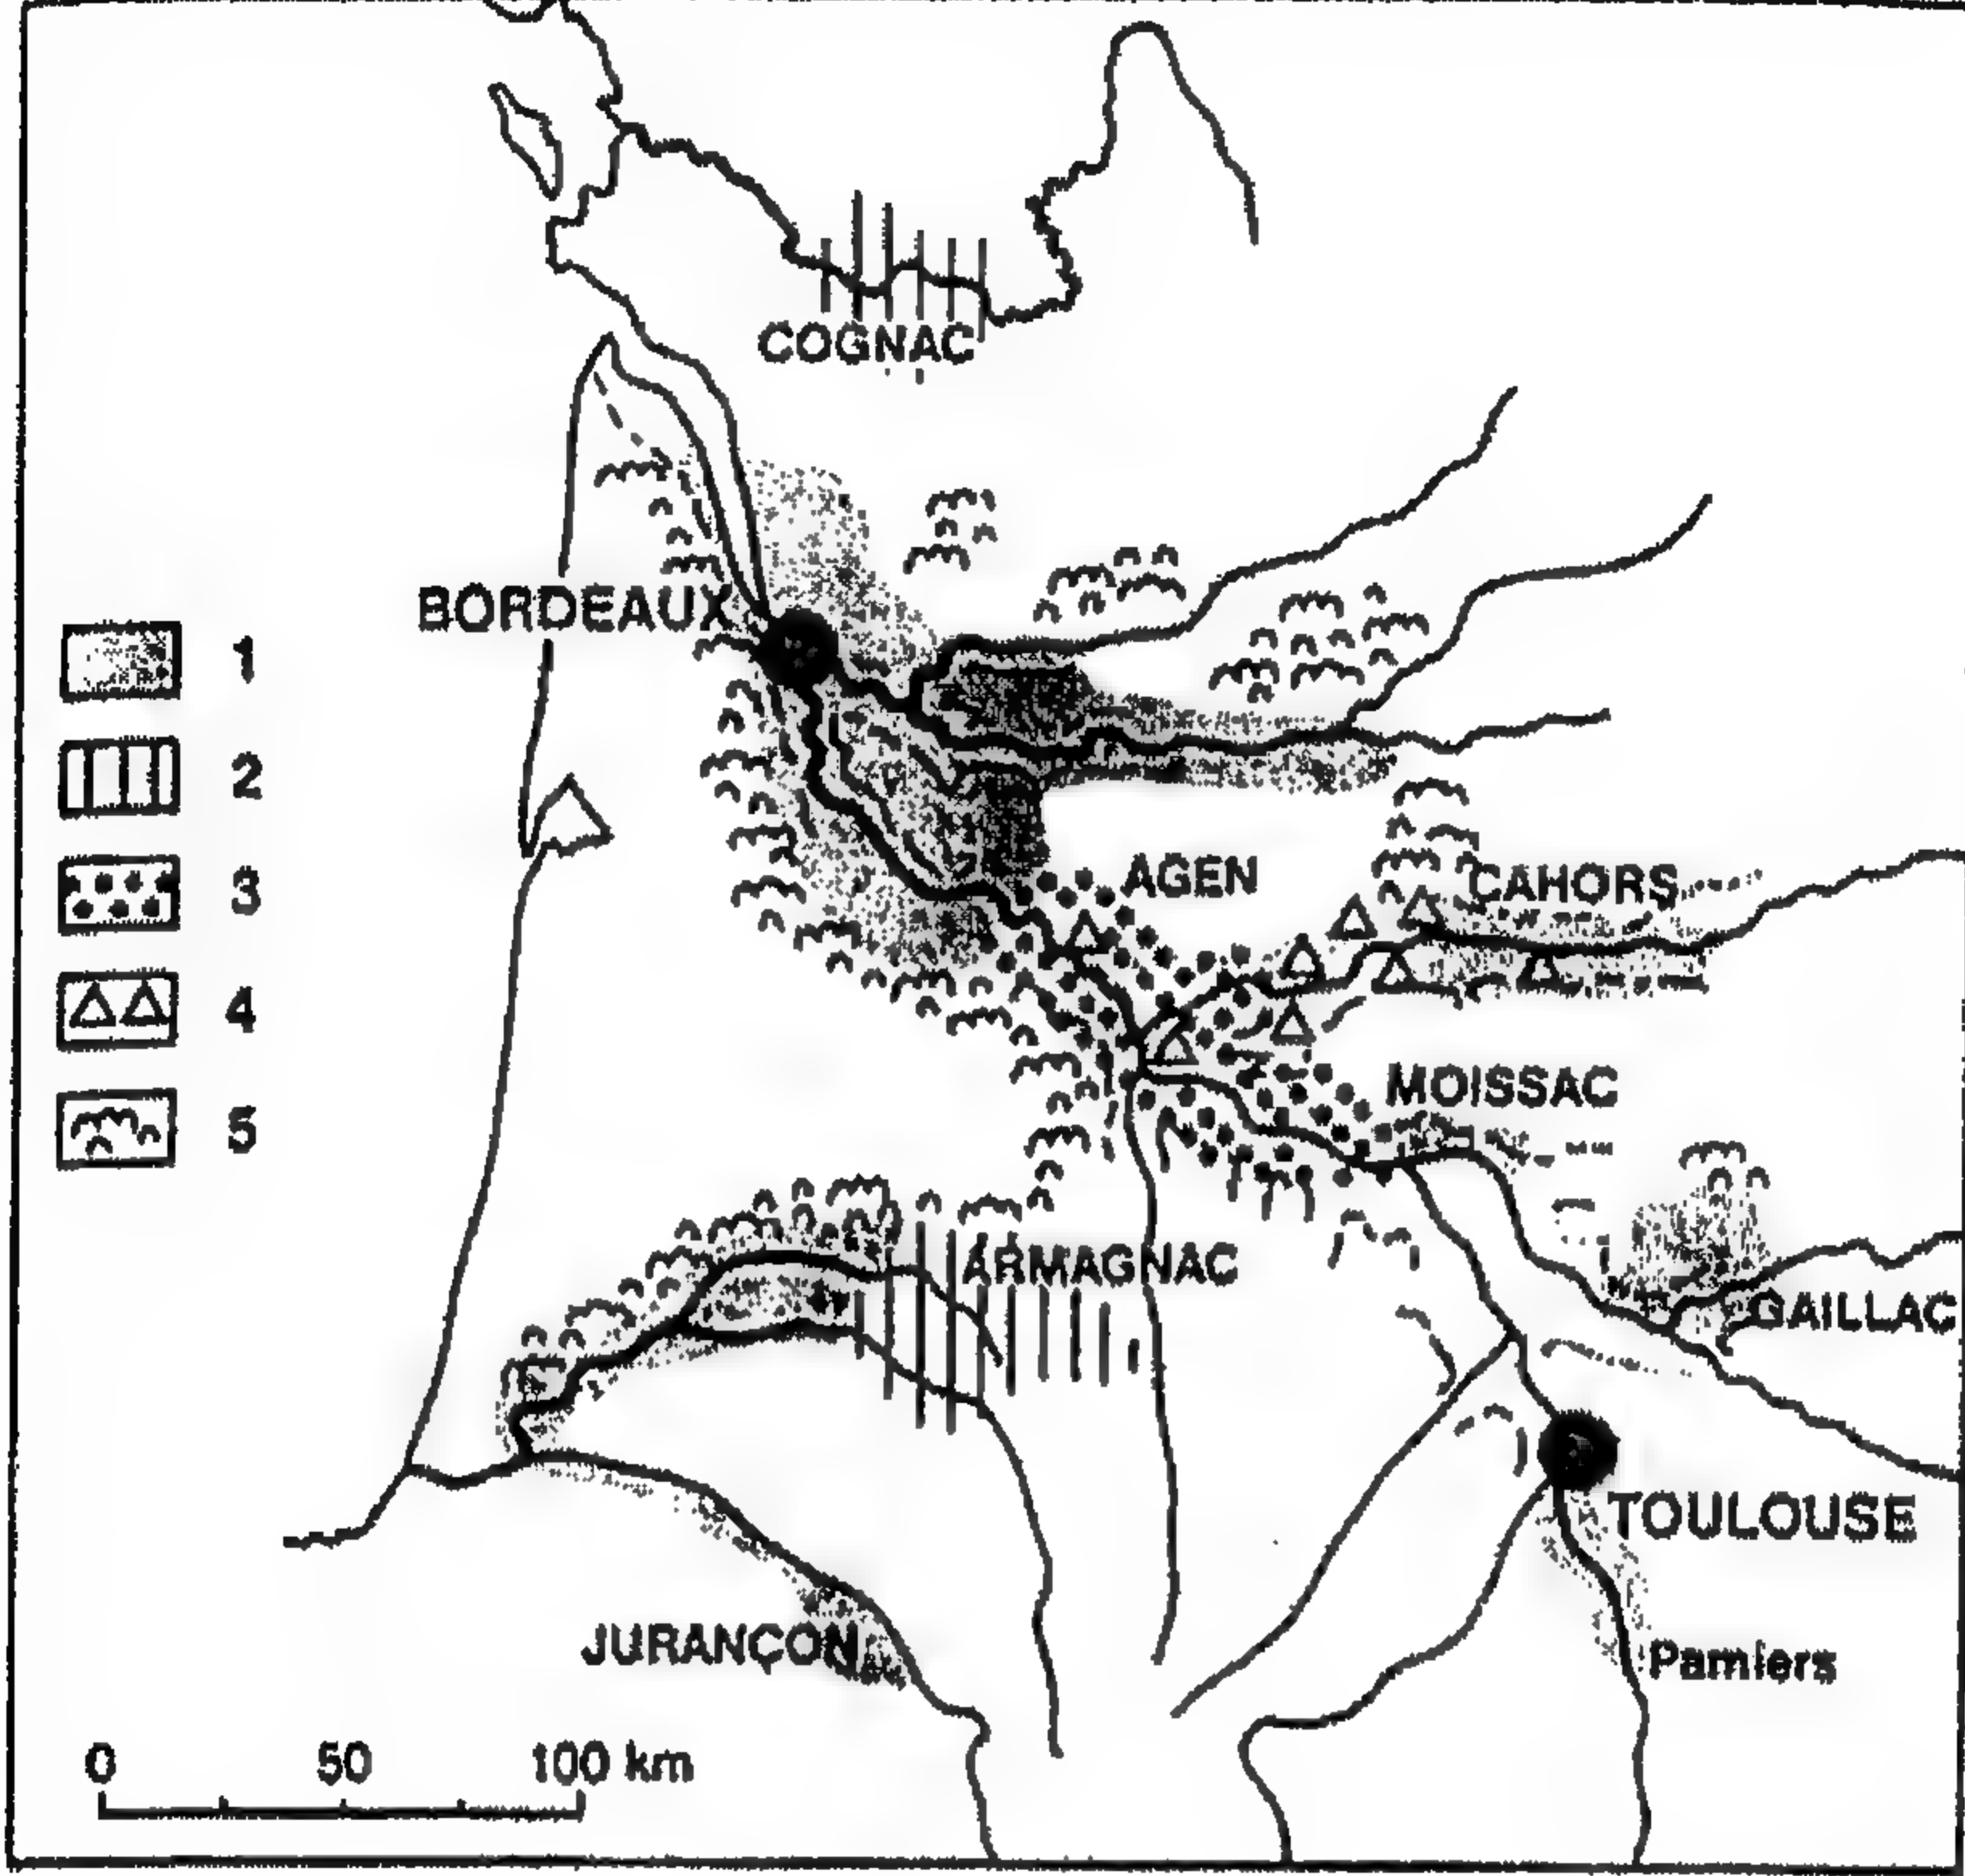 COGNAC
BORDEAUX
1
2
AGEN
3
CAHORS
4
MOISSAC
5
ARMAGNAC
GAILLAC
TOULOUSE
JURANÇON
Pamiers
0 50 100 km